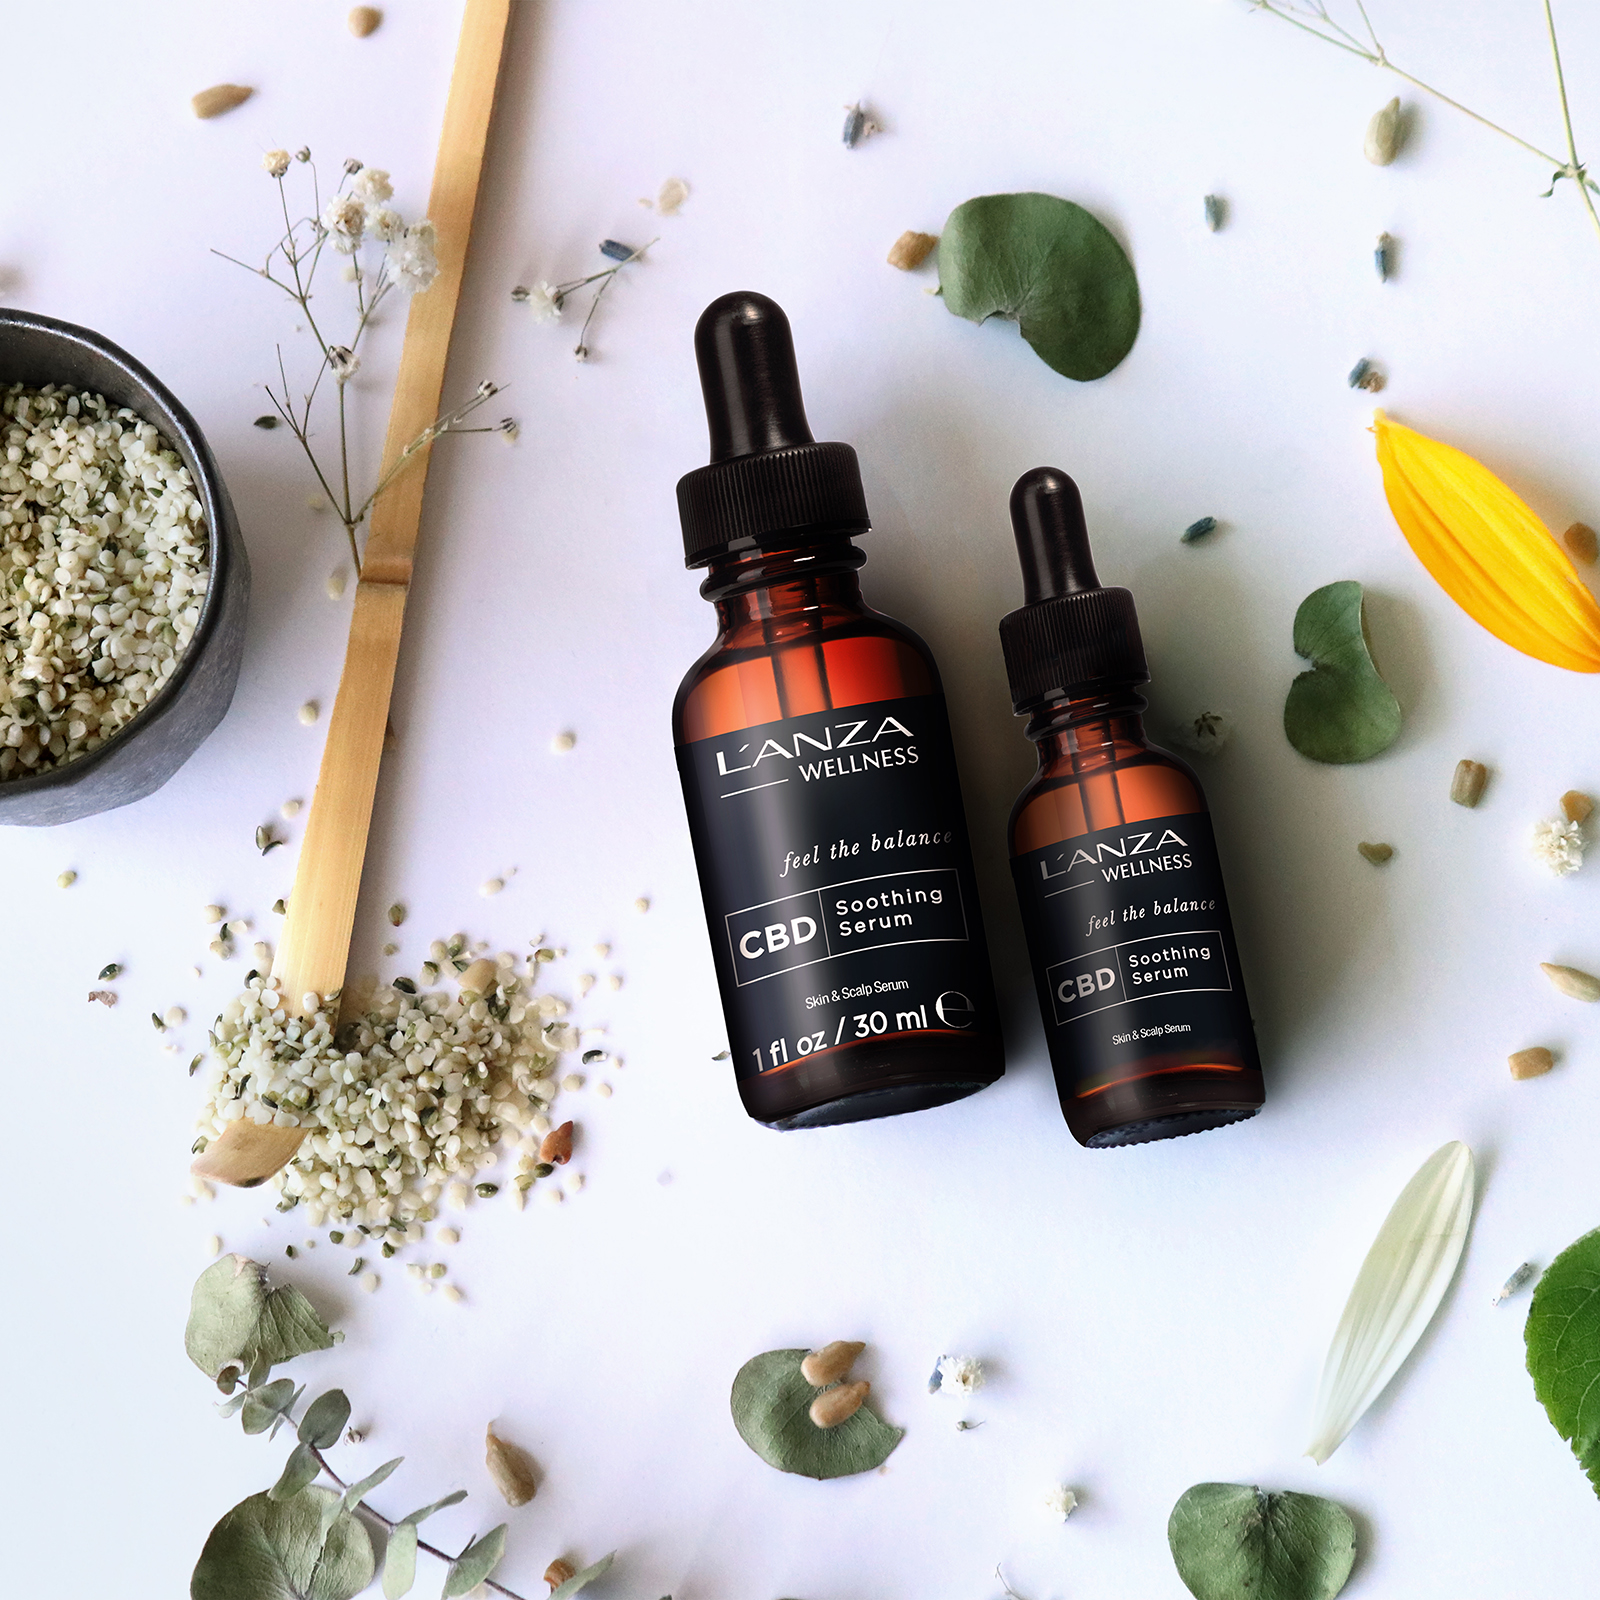 L'ANZA
WELLNESS
feel the balance
CBD
Soothing
Serum
Skin & Scalp Serum
1 fl oz / 30 ml ℮
L'ANZA
WELLNESS
feel the balance
CBD
Soothing
Serum
Skin & Scalp Serum